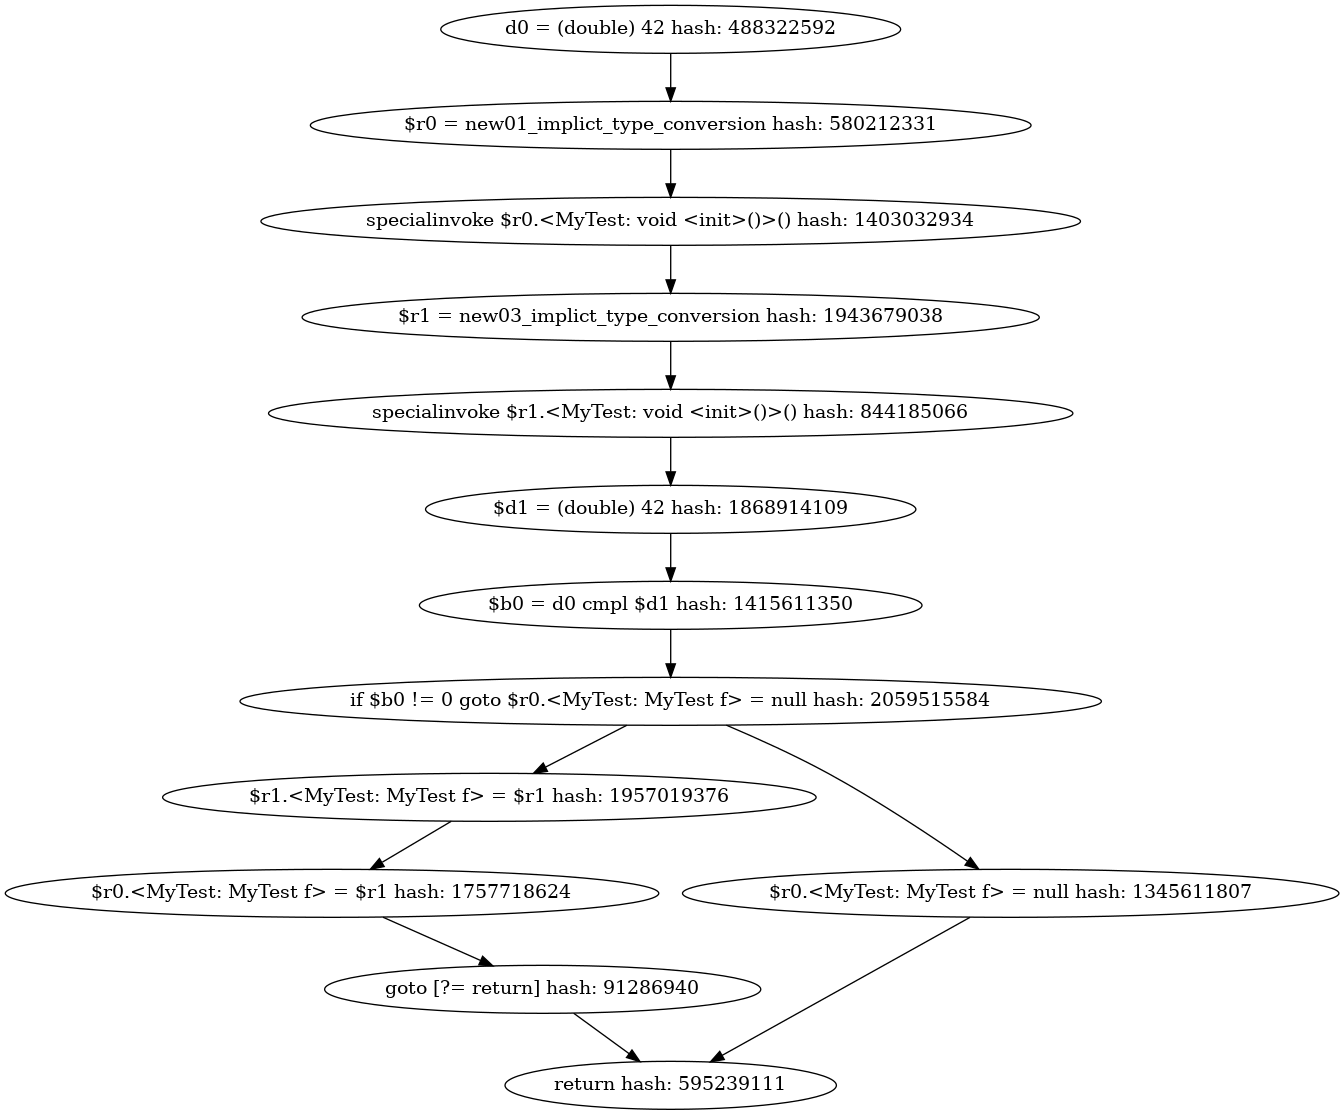 d0 = (double) 42 hash: 488322592
$r0 = new01_implict_type_conversion hash: 580212331
specialinvoke $r0.<MyTest: void <init>()>() hash: 1403032934
$r1 = new03_implict_type_conversion hash: 1943679038
specialinvoke $r1.<MyTest: void <init>()>() hash: 844185066
$d1 = (double) 42 hash: 1868914109
$b0 = d0 cmpl $d1 hash: 1415611350
if $b0 != 0 goto $r0.<MyTest: MyTest f> = null hash: 2059515584
$r1.<MyTest: MyTest f> = $r1 hash: 1957019376
$r0.<MyTest: MyTest f> = $r1 hash: 1757718624
$r0.<MyTest: MyTest f> = null hash: 1345611807
goto [?= return] hash: 91286940
return hash: 595239111